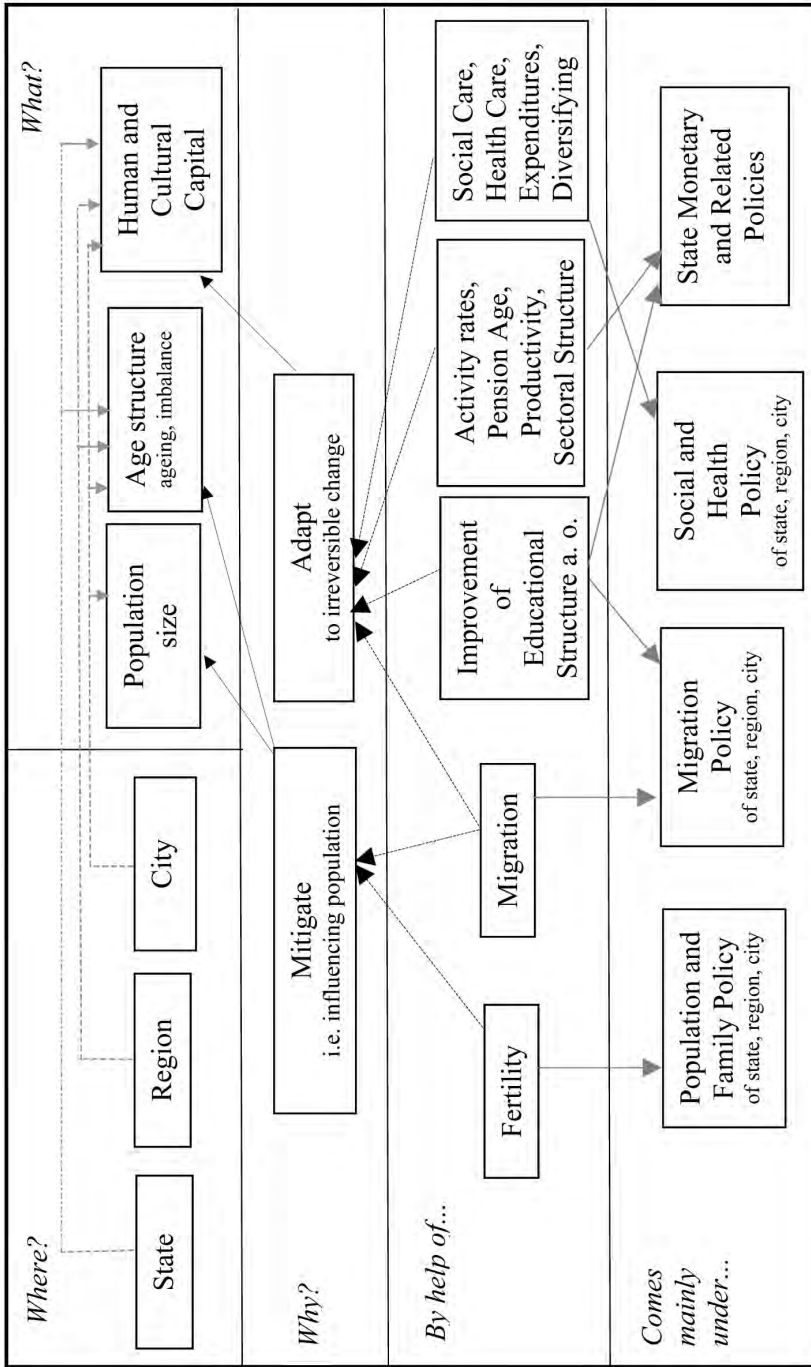 Where?
What?
State
Region
City
Population
size
Age structure
ageing, imbalance
Human and
Cultural
Capital
Why?
Mitigate
i.e. influencing population
Adapt
to irreversible change
By help of...
Fertility
Migration
Improvement
of
Educational
Structure a. o.
Activity rates,
Pension Age,
Productivity,
Sectoral Structure
Social Care,
Health Care,
Expenditures,
Diversifying
Comes
mainly
under...
Population and
Family Policy
of state, region, city
Migration
Policy
of state, region, city
Social and
Health
Policy
of state, region, city
State Monetary
and Related
Policies